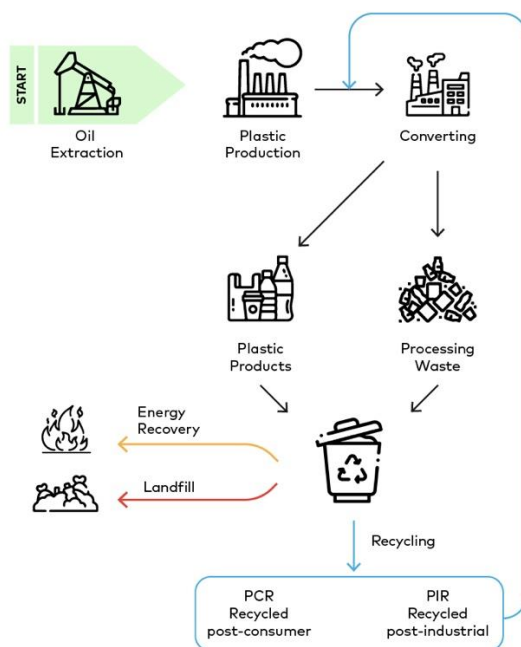 START
Oil
Extraction
Plastic
Production
Converting
Plastic
Products
Processing
Waste
Energy
Recovery
Landfill
Recycling
PCR
Recycled
post-consumer
PIR
Recycled
post-industrial